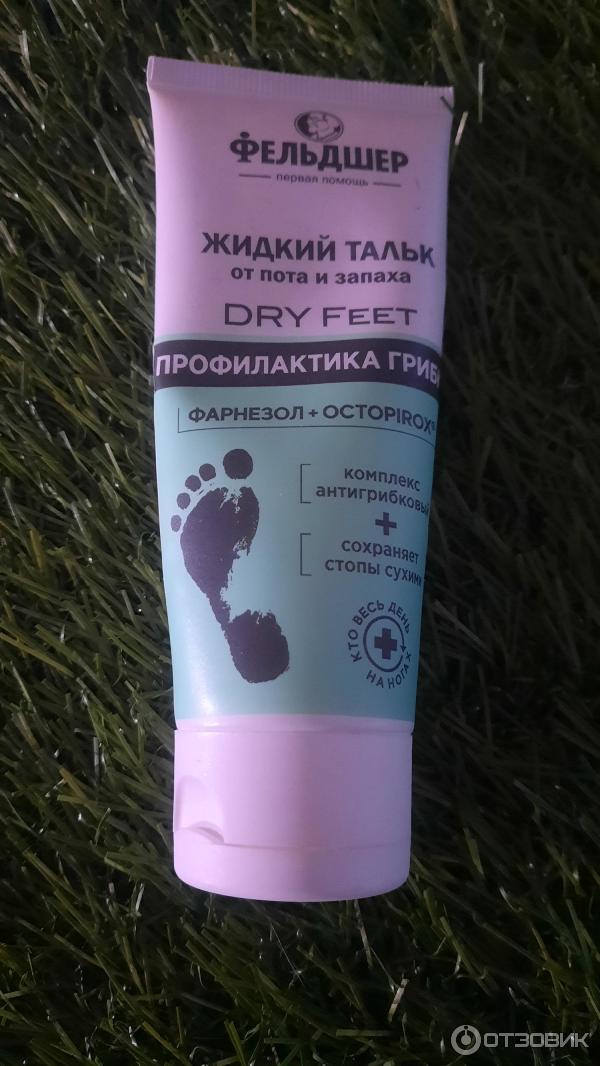 ФЕЛЬДШЕР
первая помощь
ЖИДКИЙ ТАЛЬК
от пота и запаха
DRY FEET
ПРОФИЛАКТИКА ГРИБ
ФАРНЕЗОЛ + OCTOPIROX®
комплекс
антигрибковый
+
сохраняет
стопы сухими
КТО ВЕСЬ ДЕНЬ
НА НОГАХ
ОТЗОВИК